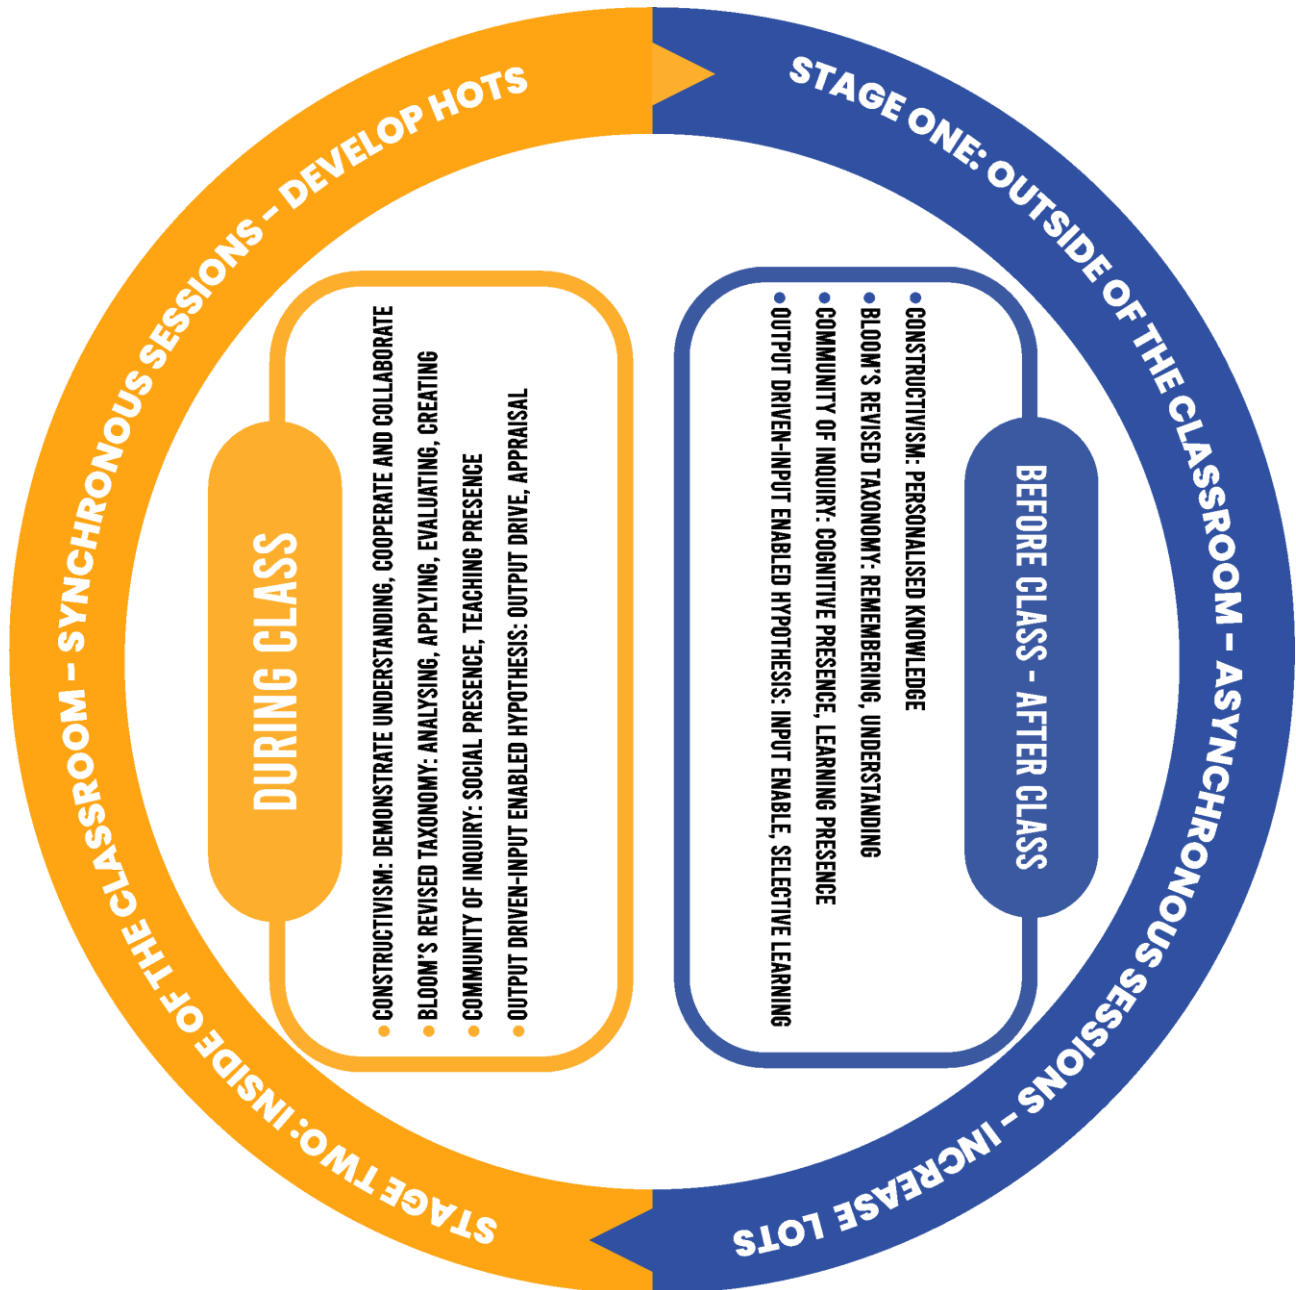 STAGE ONE: OUTSIDE OF THE CLASSROOM – ASYNCHRONOUS SESSIONS – INCREASE LOTS
BEFORE CLASS - AFTER CLASS
CONSTRUCTIVISM: PERSONALISED KNOWLEDGE
BLOOM'S REVISED TAXONOMY: REMEMBERING, UNDERSTANDING
COMMUNITY OF INQUIRY: COGNITIVE PRESENCE, LEARNING PRESENCE
OUTPUT DRIVEN-INPUT ENABLED HYPOTHESIS: INPUT ENABLE, SELECTIVE LEARNING
STAGE TWO: INSIDE OF THE CLASSROOM – SYNCHRONOUS SESSIONS – DEVELOP HOTS
DURING CLASS
CONSTRUCTIVISM: DEMONSTRATE UNDERSTANDING, COOPERATE AND COLLABORATE
BLOOM'S REVISED TAXONOMY: ANALYSING, APPLYING, EVALUATING, CREATING
COMMUNITY OF INQUIRY: SOCIAL PRESENCE, TEACHING PRESENCE
OUTPUT DRIVEN-INPUT ENABLED HYPOTHESIS: OUTPUT DRIVE, APPRAISAL